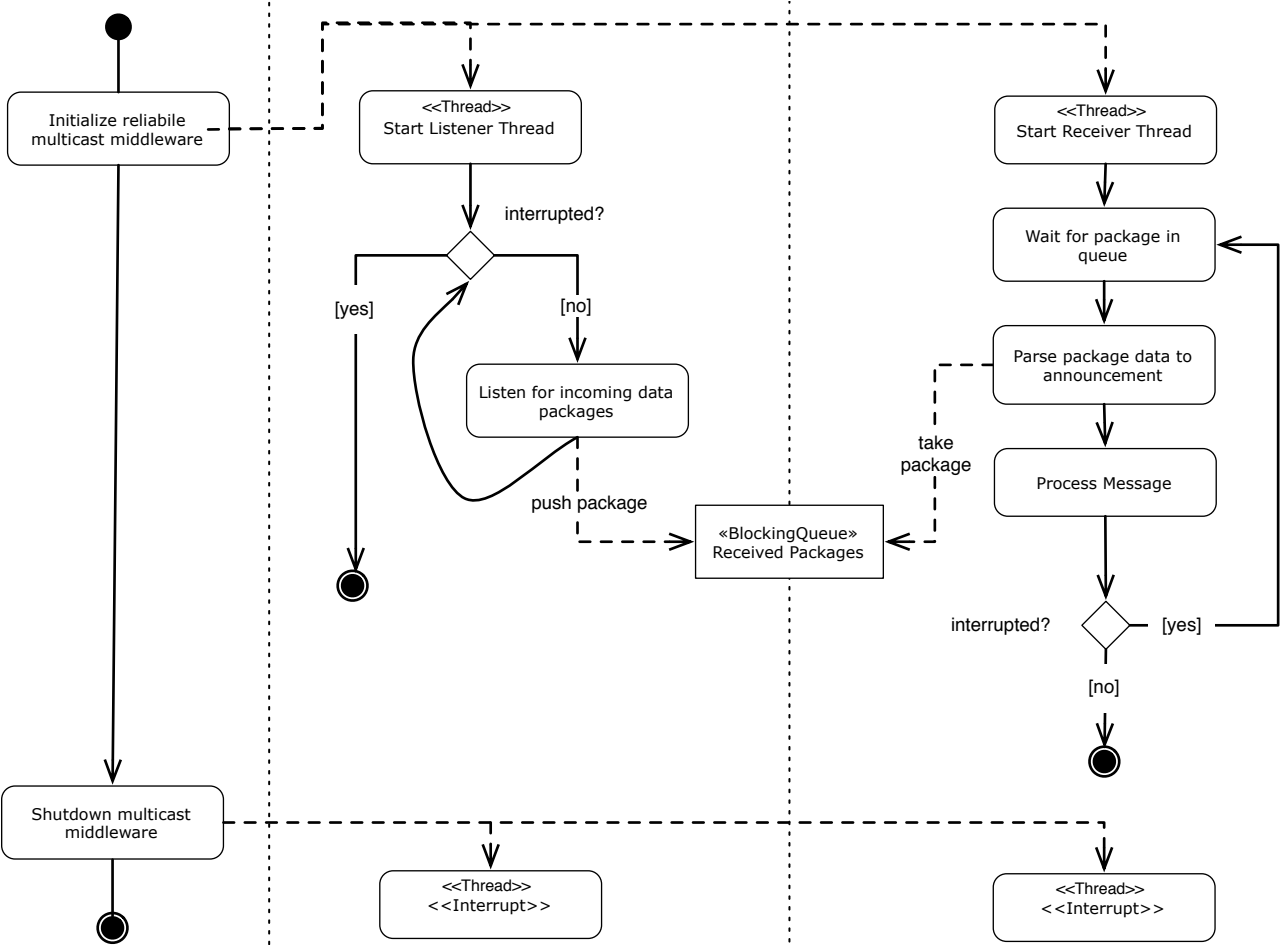 Initialize reliabile
multicast middleware
<<Thread>>
Start Listener Thread
<<Thread>>
Start Receiver Thread
interrupted?
[yes]
[no]
Listen for incoming data
packages
push package
Wait for package in
queue
Parse package data to
announcement
take
package
Process Message
«BlockingQueue»
Received Packages
interrupted?
[yes]
[no]
Shutdown multicast
middleware
<<Thread>>
<<Interrupt>>
<<Thread>>
<<Interrupt>>